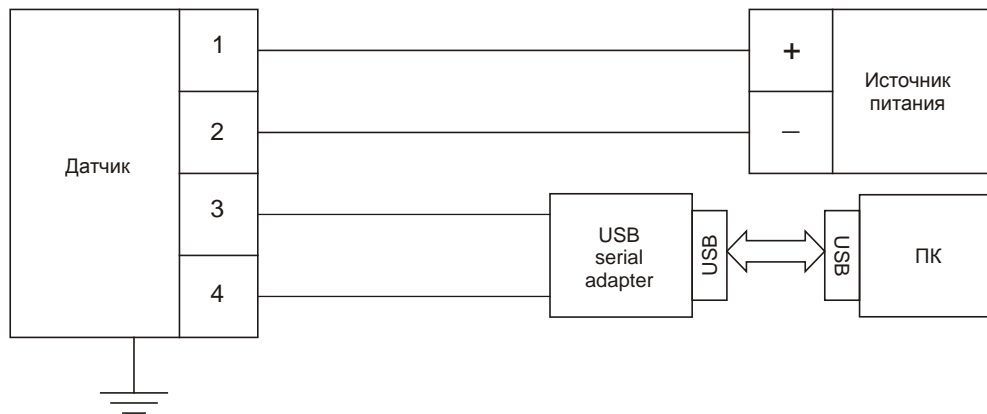 1
+
Источник
питания
2
–
Датчик
3
USB
serial
adapter
USB
USB
ПК
4